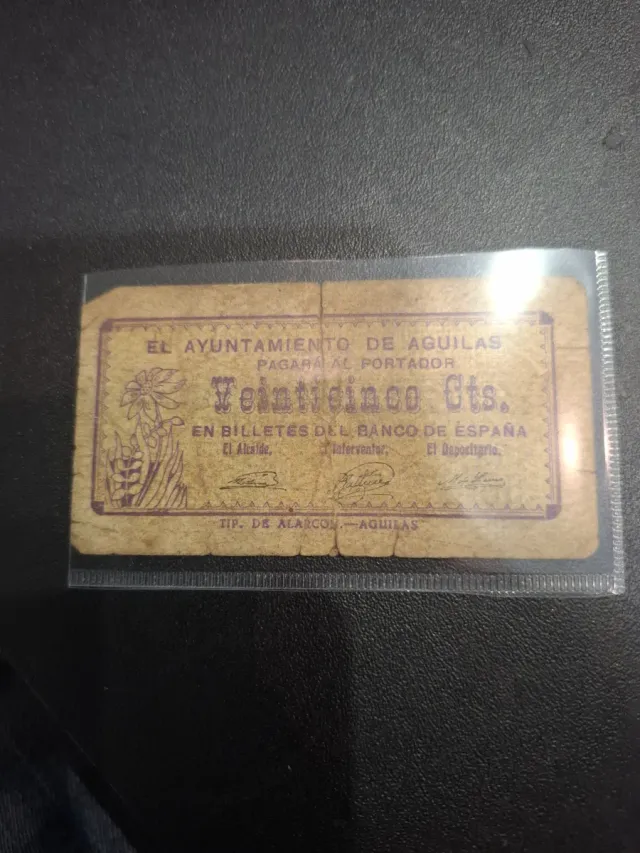 EL AYUNTAMIENTO DE AGUILAS
PAGARÁ AL PORTADOR
Veinticinco Cts.
EN BILLETES DEL BANCO DE ESPAÑA
El Alcalde, El Interventor, El Depositario,
TIP. DE ALARCON.—AGUILAS